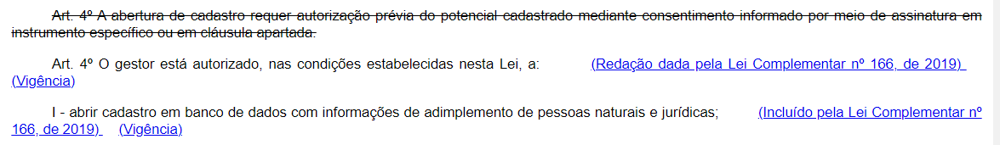 Art. 4º A abertura de cadastro requer autorização prévia do potencial cadastrado mediante consentimento informado por meio de assinatura em
instrumento específico ou em cláusula apartada.
Art. 4º O gestor está autorizado, nas condições estabelecidas nesta Lei, a: (Redação dada pela Lei Complementar nº 166, de 2019)
(Vigência)
I - abrir cadastro em banco de dados com informações de adimplemento de pessoas naturais e jurídicas; (Incluído pela Lei Complementar nº
166, de 2019) (Vigência)